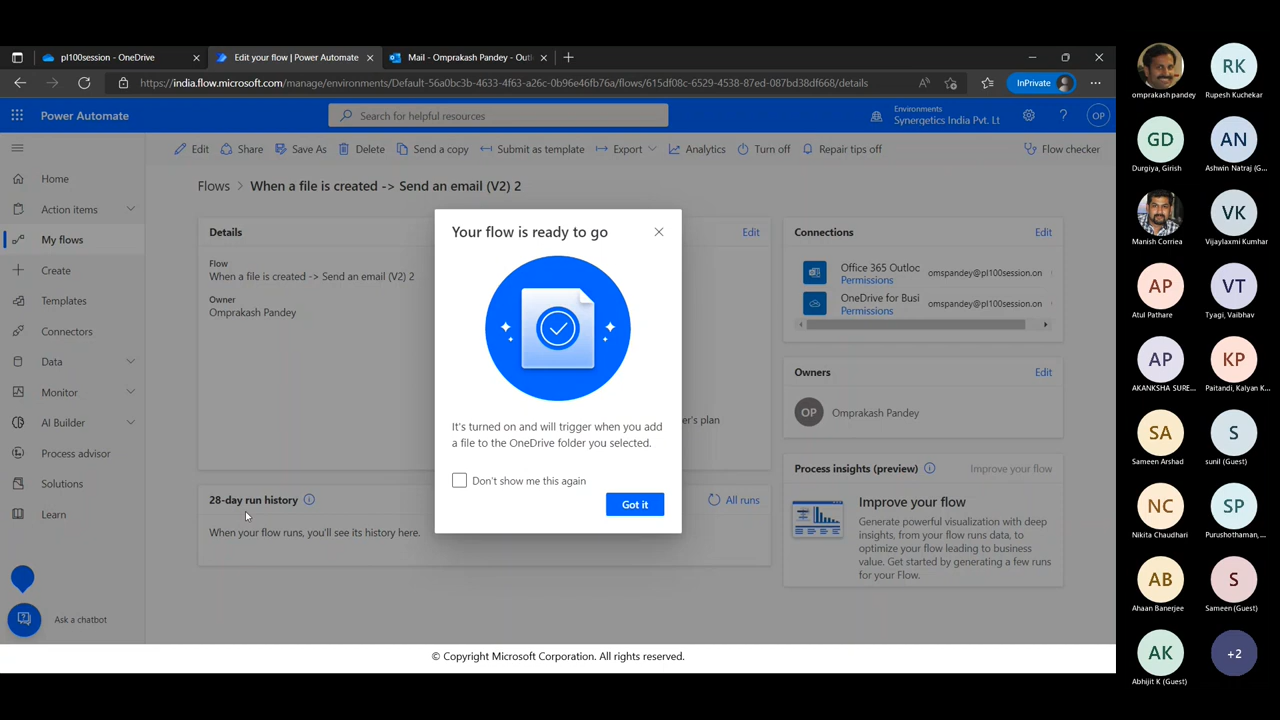 pl100session - OneDrive
Edit your flow | Power Automate
Mail - Omprakash Pandey - Outl
https://india.flow.microsoft.com/manage/environments/Default-56a0bc3b-4633-4f63-a26c-0b96e46fb76a/flows/615df08c-6529-4538-87ed-087bd38df668/details
InPrivate
Power Automate
Search for helpful resources
Environments
Synergetics India Pvt. Lt
OP
Edit
Share
Save As
Delete
Send a copy
Submit as template
Export
Analytics
Turn off
Repair tips off
Flow checker
Home
Action items
My flows
Create
Templates
Connectors
Data
Monitor
AI Builder
Process advisor
Solutions
Learn
Ask a chatbot
Flows > When a file is created -> Send an email (V2) 2
Details
Edit
Flow
When a file is created -> Send an email (V2) 2
Owner
Omprakash Pandey
er's plan
28-day run history
All runs
When your flow runs, you'll see its history here.
Your flow is ready to go
It's turned on and will trigger when you add
a file to the OneDrive folder you selected.
Don't show me this again
Got it
Connections
Edit
Office 365 Outloc
omspandey@pl100session.on
Permissions
OneDrive for Busi
omspandey@pl100session.on
Permissions
Owners
Edit
OP
Omprakash Pandey
Process insights (preview)
Improve your flow
Improve your flow
Generate powerful visualization with deep
insights, from your flow runs data, to
optimize your flow leading to business
value. Get started by generating a few runs
for your Flow.
© Copyright Microsoft Corporation. All rights reserved.
omprakash pandey
RK
Rupesh Kuchekar
GD
Durgiya, Girish
AN
Ashwin Natraj (G...
Manish Corriea
VK
Vijaylaxmi Kumhar
AP
Atul Pathare
VT
Tyagi, Vaibhav
AP
AKANKSHA SURE...
KP
Paitandi, Kalyan K...
SA
Sameen Arshad
S
sunil (Guest)
NC
Nikita Chaudhari
SP
Purushothaman, ...
AB
Ahaan Banerjee
S
Sameen (Guest)
AK
Abhijit K (Guest)
+2